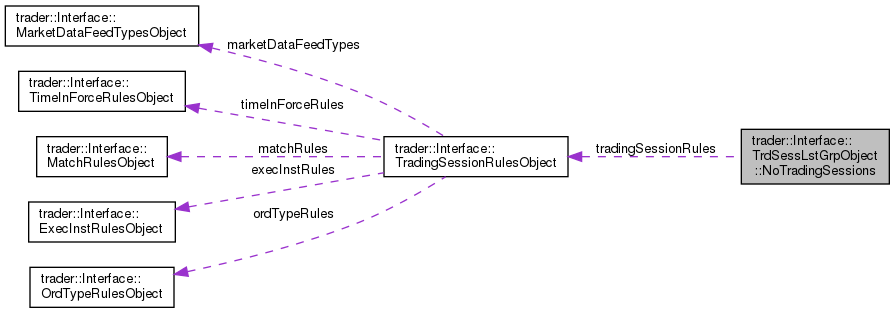 trader::Interface::
MarketDataFeedTypesObject
marketDataFeedTypes
trader::Interface::
TimeInForceRulesObject
timeInForceRules
trader::Interface::
MatchRulesObject
matchRules
execInstRules
trader::Interface::
TradingSessionRulesObject
tradingSessionRules
trader::Interface::
TrdSessLstGrpObject
::NoTradingSessions
trader::Interface::
ExecInstRulesObject
ordTypeRules
trader::Interface::
OrdTypeRulesObject